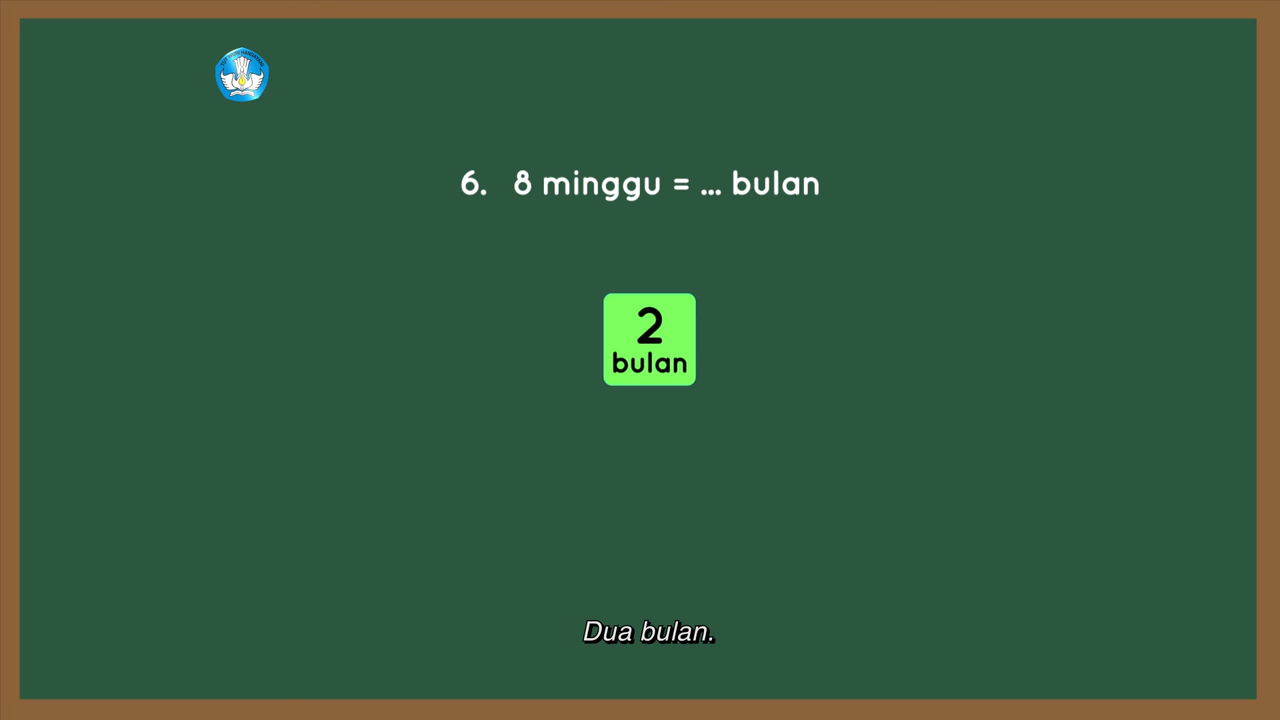 6. 8 minggu = ... bulan
2
bulan
Dua bulan.